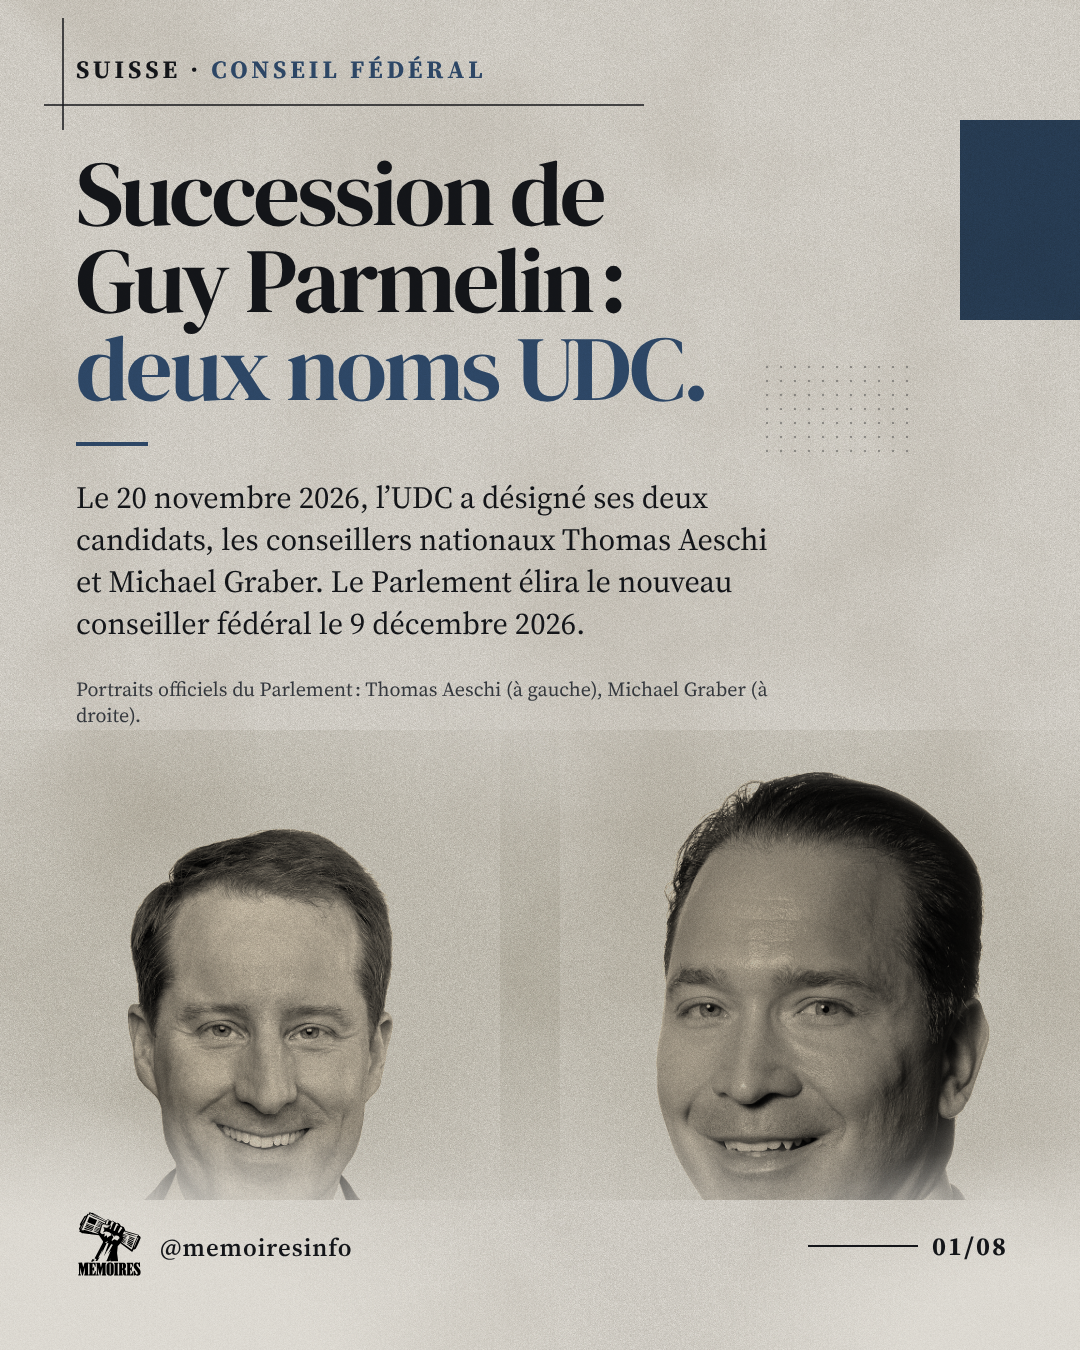 SUISSE · CONSEIL FÉDÉRAL
Succession de
Guy Parmelin :
deux noms UDC.
Le 20 novembre 2026, l’UDC a désigné ses deux
candidats, les conseillers nationaux Thomas Aeschi
et Michael Graber. Le Parlement élira le nouveau
conseiller fédéral le 9 décembre 2026.
Portraits officiels du Parlement : Thomas Aeschi (à gauche), Michael Graber (à
droite).
MÉMOIRES
@memoiresinfo
01/08